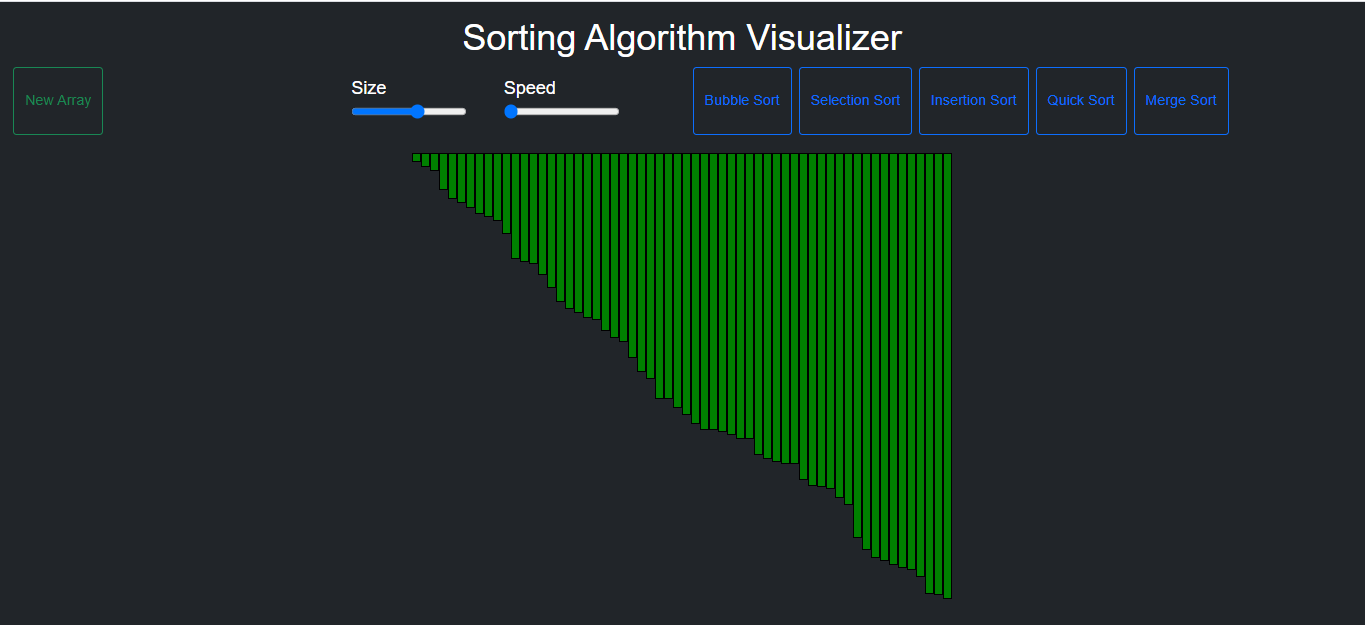 Sorting Algorithm Visualizer
New Array
Size
Speed
Bubble Sort
Selection Sort
Insertion Sort
Quick Sort
Merge Sort